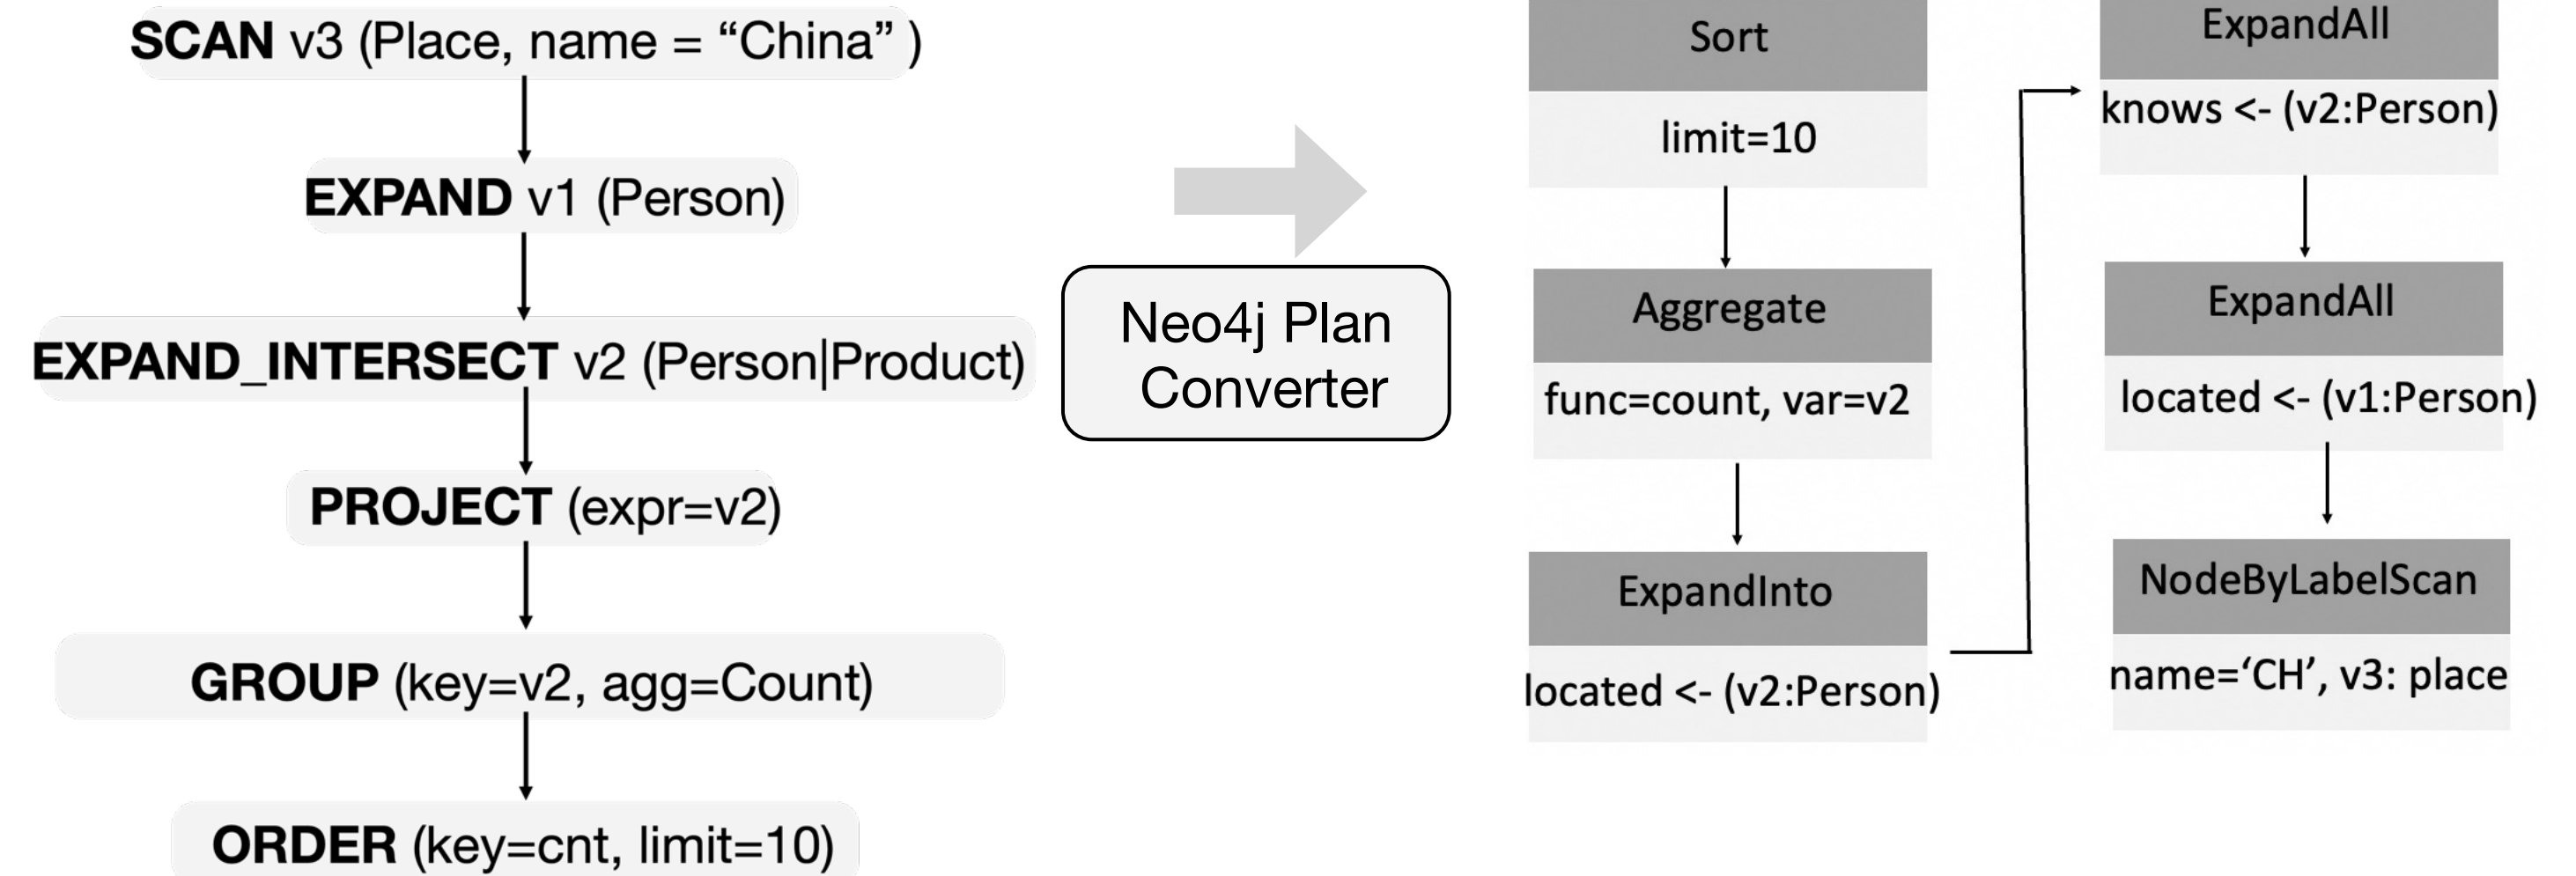 SCAN v3 (Place, name = “China” )
EXPAND v1 (Person)
EXPAND_INTERSECT v2 (Person|Product)
PROJECT (expr=v2)
GROUP (key=v2, agg=Count)
ORDER (key=cnt, limit=10)
Neo4j Plan
Converter
Sort
limit=10
Aggregate
func=count, var=v2
ExpandInto
located <- (v2:Person)
ExpandAll
knows <- (v2:Person)
ExpandAll
located <- (v1:Person)
NodeByLabelScan
name=‘CH’, v3: place